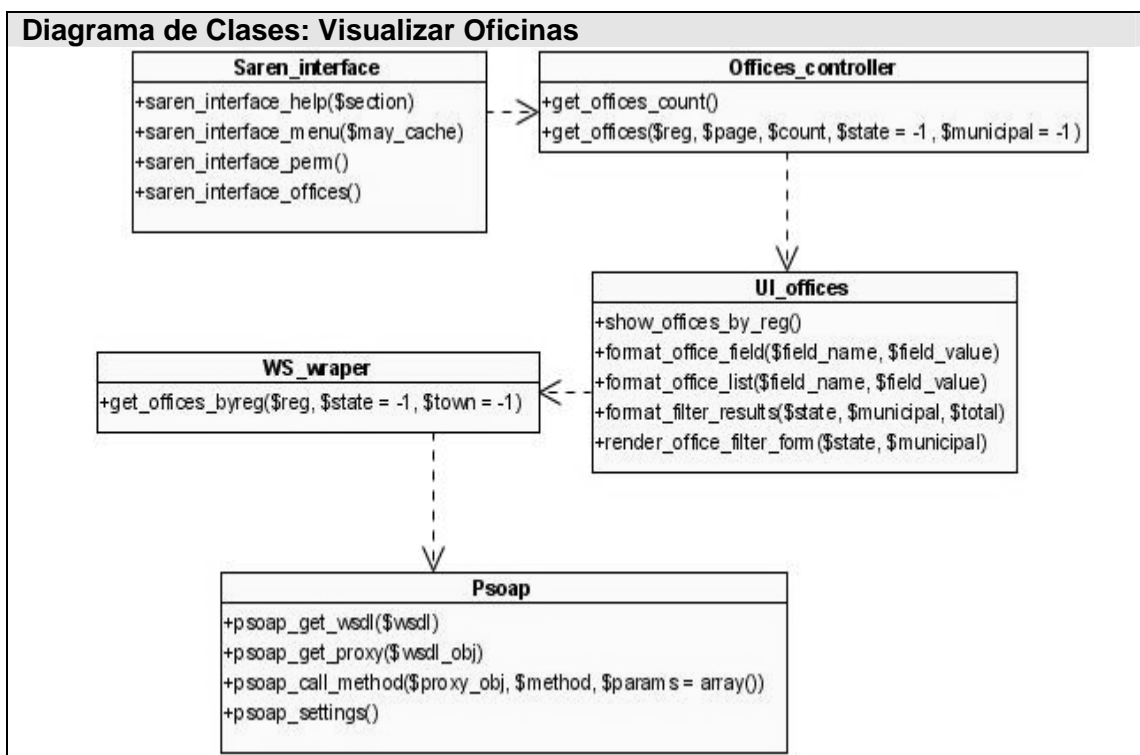 Diagrama de Clases: Visualizar Oficinas
Saren_interface
+saren_interface_help($section)
+saren_interface_menu($may_cache)
+saren_interface_perm()
+saren_interface_offices()
Offices_controller
+get_offices_count()
+get_offices($reg, $page, $count, $state = -1, $municipal = -1)
UI_offices
+show_offices_by_reg()
+format_office_field($field_name, $field_value)
+format_office_list($field_name, $field_value)
+format_filter_results($state, $municipal, $total)
+render_office_filter_form($state, $municipal)
WS_wraper
+get_offices_byreg($reg, $state = -1, $town = -1)
Psoap
+psoap_get_wsdl($wsdl)
+psoap_get_proxy($wsdl_obj)
+psoap_call_method($proxy_obj, $method, $params = array())
+psoap_settings()